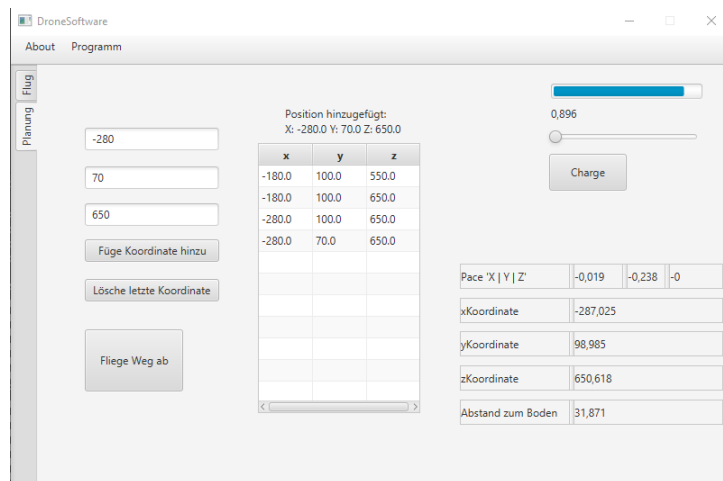 DroneSoftware
About Programm
Flug
Planung
-280
70
650
Füge Koordinate hinzu
Lösche letzte Koordinate
Fliege Weg ab
Position hinzugefügt:
X: -280.0 Y: 70.0 Z: 650.0
x y z
-180.0 100.0 550.0
-180.0 100.0 650.0
-280.0 100.0 650.0
-280.0 70.0 650.0
0,896
Charge
Pace 'X | Y | Z' -0,019 -0,238 -0
xKoordinate -287,025
yKoordinate 98,985
zKoordinate 650,618
Abstand zum Boden 31,871